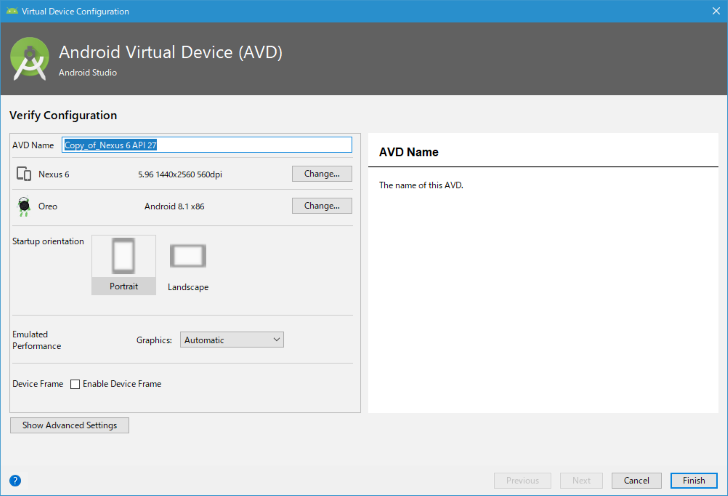 Virtual Device Configuration
Android Virtual Device (AVD)
Android Studio
Verify Configuration
AVD Name Copy_of_Nexus 6 API 27
Nexus 6 5.96 1440x2560 560dpi Change...
Oreo Android 8.1 x86 Change...
Startup orientation
Portrait Landscape
Emulated
Performance Graphics: Automatic
Device Frame Enable Device Frame
Show Advanced Settings
AVD Name
The name of this AVD.
? Previous Next Cancel Finish